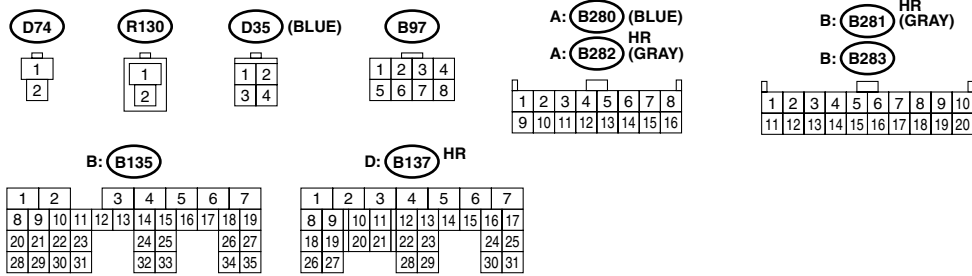 D74
1
2
R130
1
2
D35 (BLUE)
1 2
3 4
B97
1 2 3 4
5 6 7 8
A: B280 (BLUE)
A: B282 HR (GRAY)
1 2 3 4 5 6 7 8
9 10 11 12 13 14 15 16
B: B281 HR (GRAY)
B: B283
1 2 3 4 5 6 7 8 9 10
11 12 13 14 15 16 17 18 19 20
B: B135
1 2 3 4 5 6 7
8 9 10 11 12 13 14 15 16 17 18 19
20 21 22 23 24 25 26 27
28 29 30 31 32 33 34 35
D: B137 HR
1 2 3 4 5 6 7
8 9 10 11 12 13 14 15 16 17
18 19 20 21 22 23 24 25
26 27 28 29 30 31